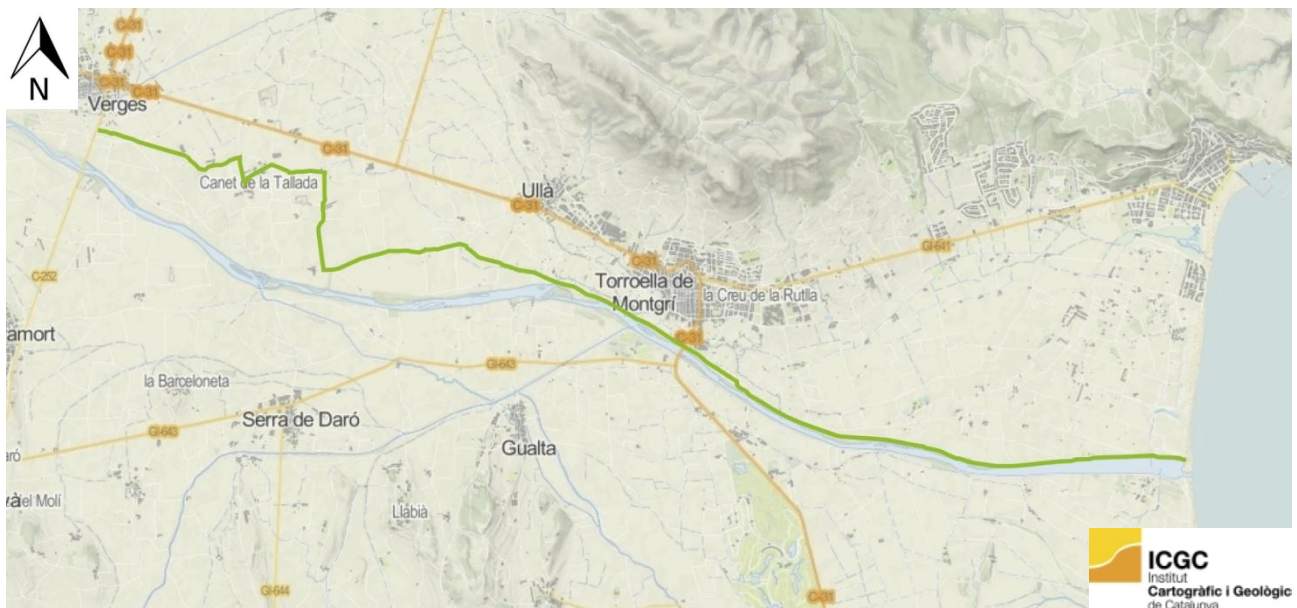 C-31
C-31
C-31
C-31
N
Verges
C-31
Canet de la Tallada
Ullà
C-31
GI-641
C-31
Torroella de
Montgrí
la Creu de la Rutlla
C-252
C-31
amort
GI-643
la Barceloneta
Serra de Daró
GI-643
Gualta
aró
el Molí
Llabià
GI-644
C-31
ICGC
Institut
Cartogràfic i Geològic
de Catalunya